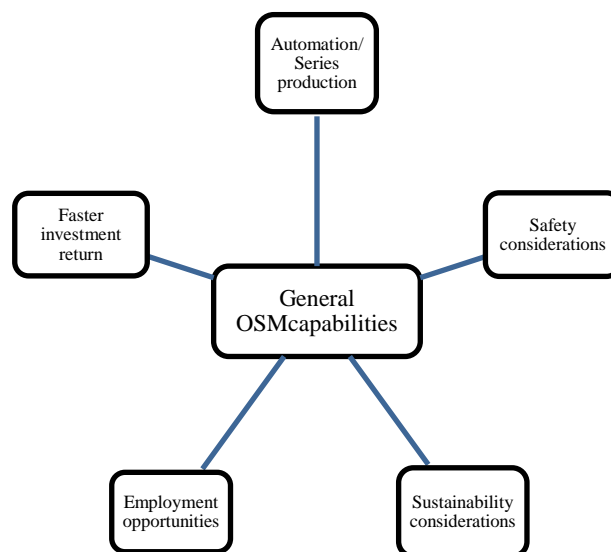 Automation/
Series
production
Faster
investment
return
Safety
considerations
General
OSMcapabilities
Employment
opportunities
Sustainability
considerations